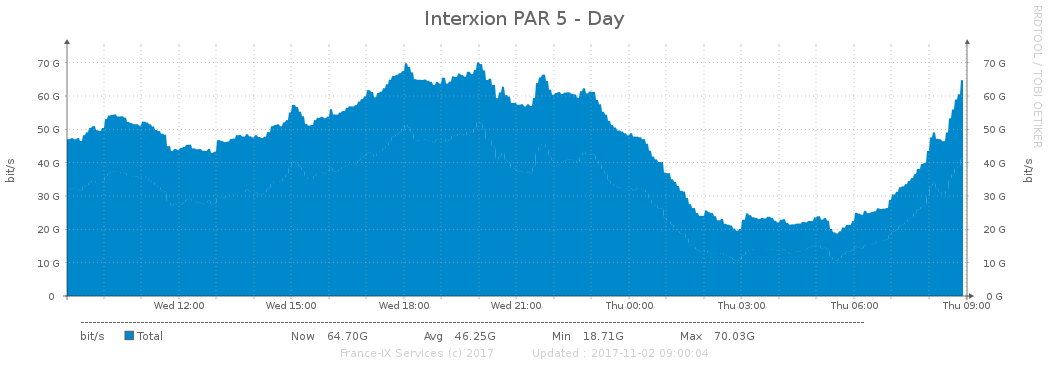 Interxion PAR 5 - Day
RRDTOOL / TOBI OETIKER
bit/s
70 G 70 G
60 G 60 G
50 G 50 G
40 G 40 G
30 G 30 G
20 G 20 G
10 G 10 G
0 0 G
bit/s
Wed 12:00 Wed 15:00 Wed 18:00 Wed 21:00 Thu 00:00 Thu 03:00 Thu 06:00 Thu 09:00
bit/s Total Now 64.70G Avg 46.25G Min 18.71G Max 70.03G
France-IX Services (c) 2017 Updated : 2017-11-02 09:00:04